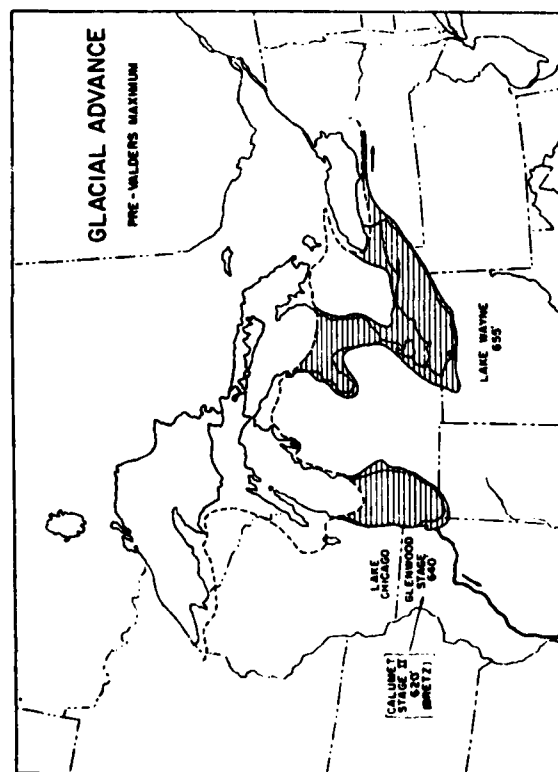 GLACIAL ADVANCE
PRE-VALDERS MAXIMUM
LAKE WAYNE
655'
LAKE
CHICAGO
GLENWOOD
STAGE
640'
[CALUMET
STAGE II
620'
(BRETZ)]